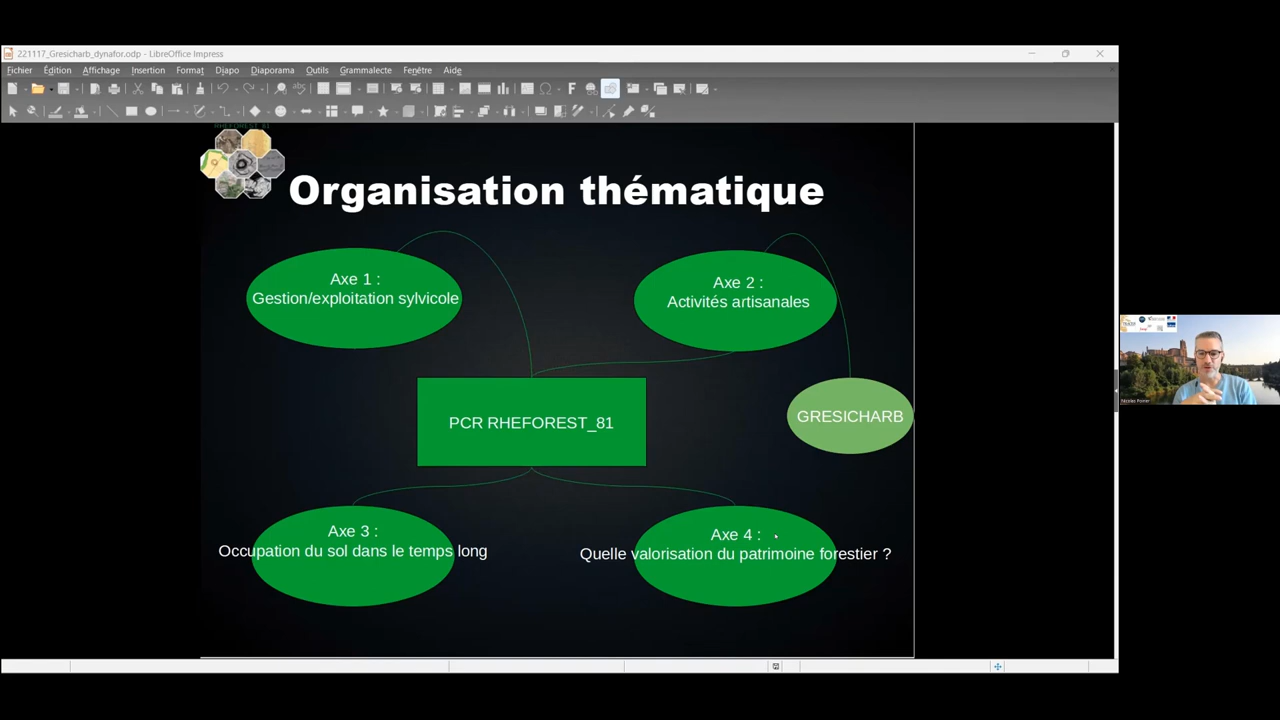 221117_Gresicharb_dynafor.odp - LibreOffice Impress
Fichier Édition Affichage Insertion Format Diapo Diaporama Outils Grammalecte Fenêtre Aide
RHEFOREST_81
Organisation thématique
Axe 1 :
Gestion/exploitation sylvicole
Axe 2 :
Activités artisanales
PCR RHEFOREST_81
GRESICHARB
Axe 3 :
Occupation du sol dans le temps long
Axe 4 :
Quelle valorisation du patrimoine forestier ?